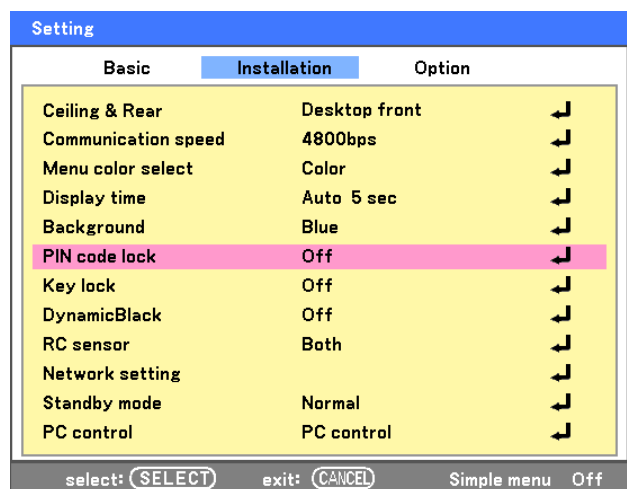 Setting
Basic Installation Option
Ceiling & Rear Desktop front
Communication speed 4800bps
Menu color select Color
Display time Auto 5 sec
Background Blue
PIN code lock Off
Key lock Off
DynamicBlack Off
RC sensor Both
Network setting
Standby mode Normal
PC control PC control
select: SELECT exit: CANCEL Simple menu Off